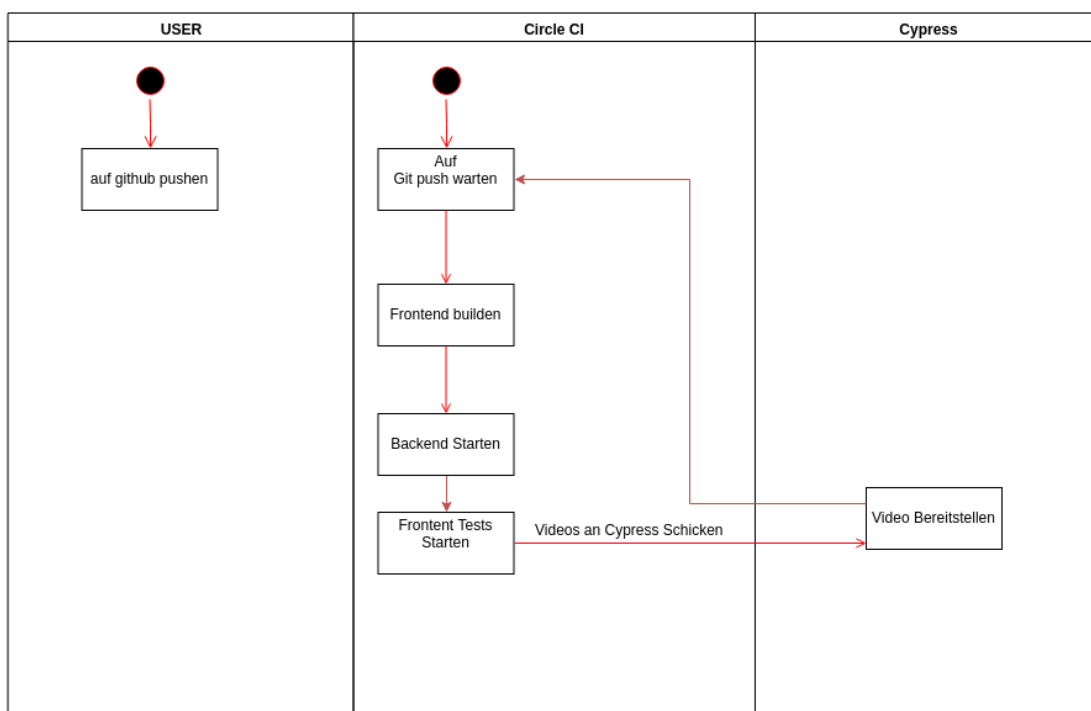 USER
Circle CI
Cypress
auf github pushen
Auf
Git push warten
Frontend builden
Backend Starten
Frontent Tests
Starten
Videos an Cypress Schicken
Video Bereitstellen